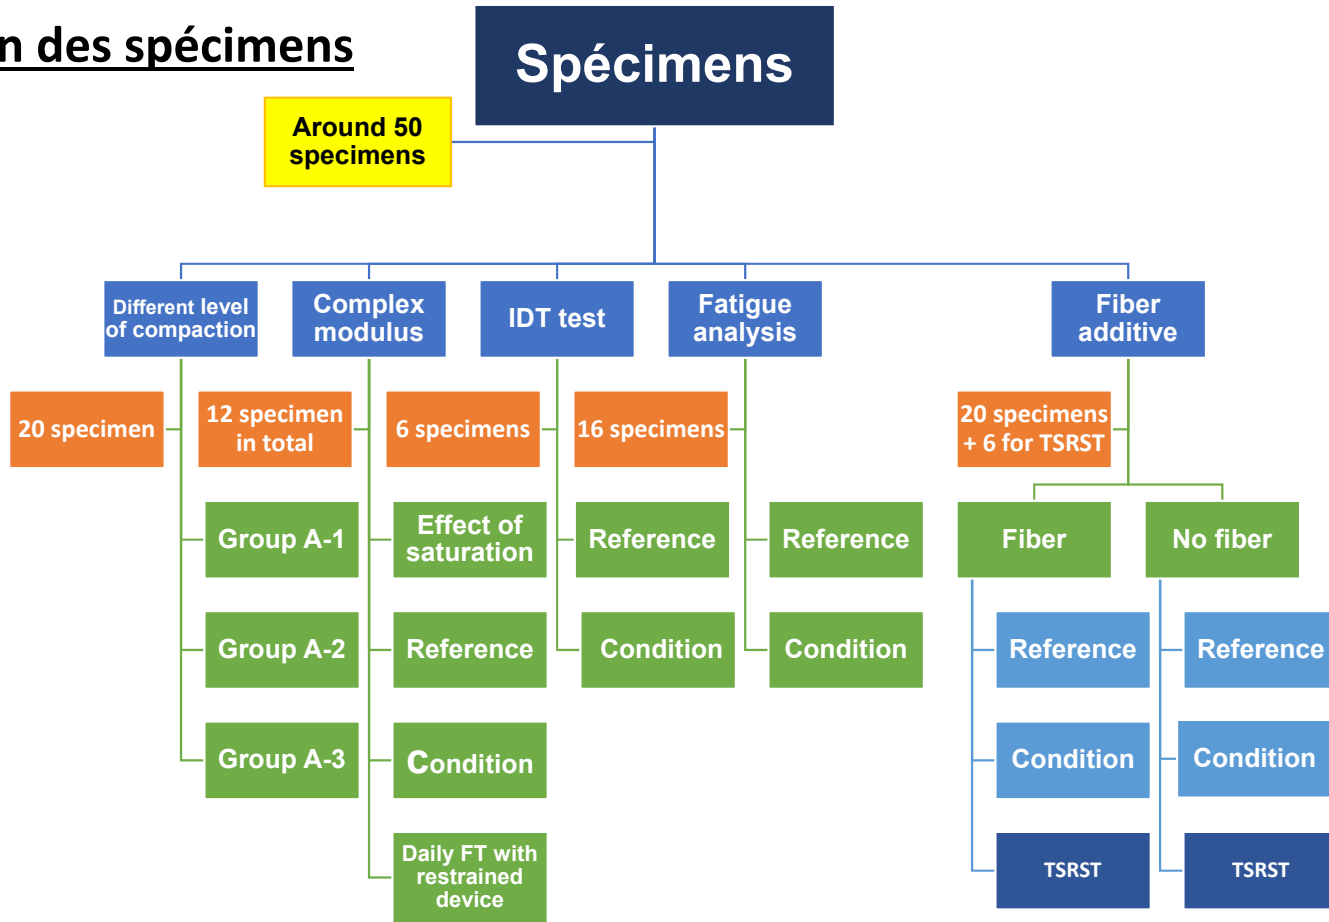 n des spécimens
Spécimens
Around 50
specimens
Different level
of compaction
Complex
modulus
IDT test
Fatigue
analysis
Fiber
additive
20 specimen
12 specimen
in total
6 specimens
16 specimens
20 specimens
+ 6 for TSRST
Group A-1
Effect of
saturation
Reference
Reference
Fiber
No fiber
Group A-2
Reference
Condition
Condition
Reference
Reference
Group A-3
Condition
Condition
Condition
Daily FT with
restrained
device
TSRST
TSRST